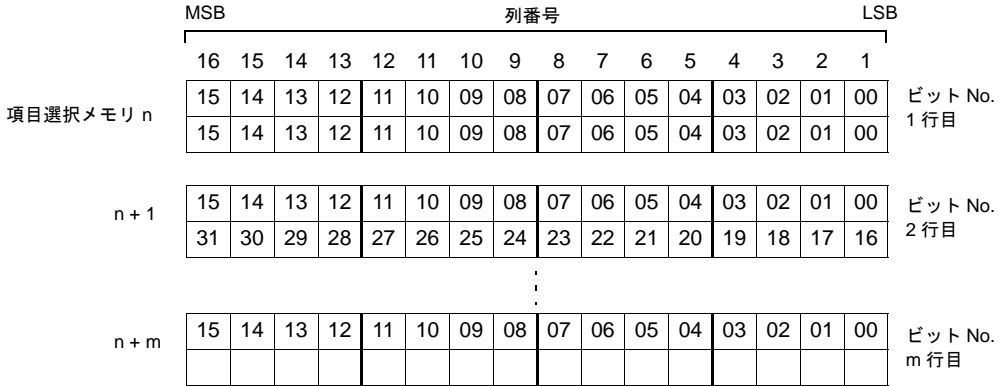 MSB 列番号 LSB
16 15 14 13 12 11 10 9 8 7 6 5 4 3 2 1
項目選択メモリ n
15 14 13 12 11 10 09 08 07 06 05 04 03 02 01 00 ビット No.
15 14 13 12 11 10 09 08 07 06 05 04 03 02 01 00 1 行目
n + 1
15 14 13 12 11 10 09 08 07 06 05 04 03 02 01 00 ビット No.
31 30 29 28 27 26 25 24 23 22 21 20 19 18 17 16 2 行目
n + m
15 14 13 12 11 10 09 08 07 06 05 04 03 02 01 00 ビット No.
m 行目